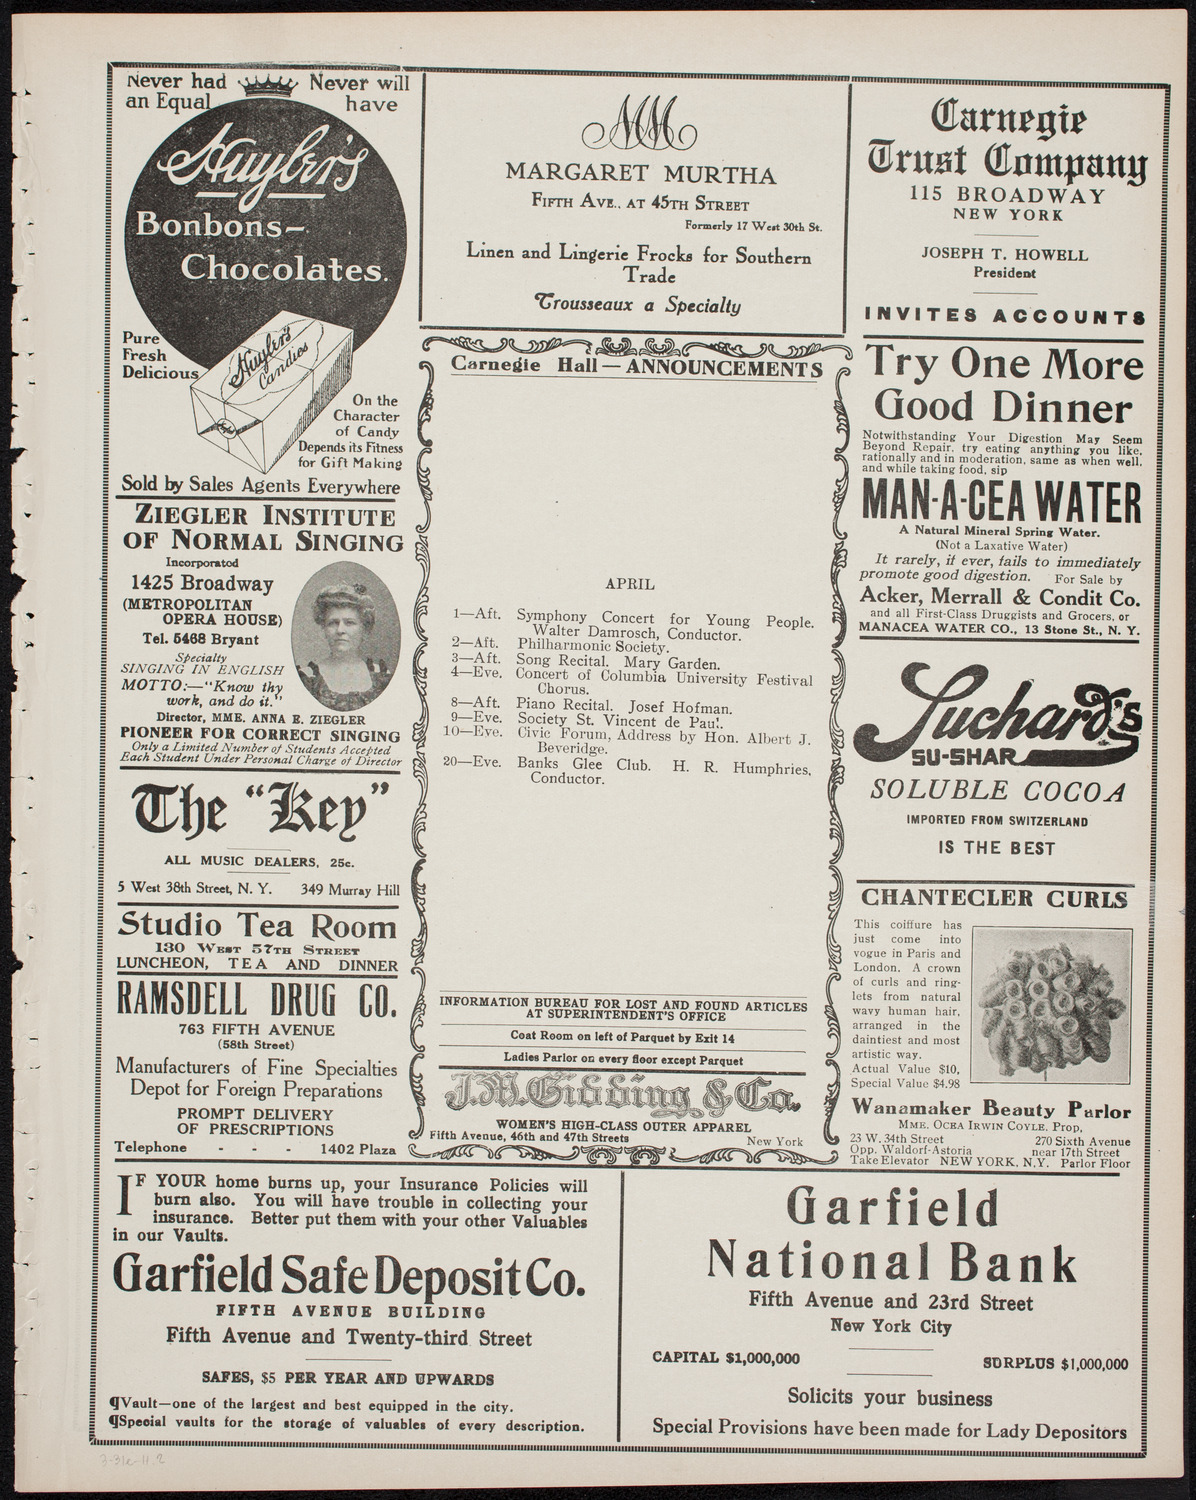 Never had
an Equal
Never will
have
Huyler's
Bonbons—
Chocolates.
Pure
Fresh
Delicious
Huyler's
Candies
On the
Character
of Candy
Depends its Fitness
for Gift Making
Sold by Sales Agents Everywhere
ZIEGLER INSTITUTE
OF NORMAL SINGING
Incorporated
1425 Broadway
(METROPOLITAN
OPERA HOUSE)
Tel. 5468 Bryant
Specialty
SINGING IN ENGLISH
MOTTO:—"Know thy
work, and do it."
Director, MME. ANNA E. ZIEGLER
PIONEER FOR CORRECT SINGING
Only a Limited Number of Students Accepted
Each Student Under Personal Charge of Director
The "Key"
ALL MUSIC DEALERS, 25c.
5 West 38th Street, N. Y. 349 Murray Hill
Studio Tea Room
130 WEST 57TH STREET
LUNCHEON, TEA AND DINNER
RAMSDELL DRUG CO.
763 FIFTH AVENUE
(58th Street)
Manufacturers of Fine Specialties
Depot for Foreign Preparations
PROMPT DELIVERY
OF PRESCRIPTIONS
Telephone - - - 1402 Plaza
MM
MARGARET MURTHA
FIFTH AVE., AT 45TH STREET
Formerly 17 West 30th St.
Linen and Lingerie Frocks for Southern
Trade
Trousseaux a Specialty
Carnegie Hall—ANNOUNCEMENTS
APRIL
1—Aft. Symphony Concert for Young People.
Walter Damrosch, Conductor.
2—Aft. Philharmonic Society.
3—Aft. Song Recital. Mary Garden.
4—Eve. Concert of Columbia University Festival
Chorus.
8—Aft. Piano Recital. Josef Hofman.
9—Eve. Society St. Vincent de Paul.
10—Eve. Civic Forum, Address by Hon. Albert J.
Beveridge.
20—Eve. Banks Glee Club. H. R. Humphries,
Conductor.
INFORMATION BUREAU FOR LOST AND FOUND ARTICLES
AT SUPERINTENDENT'S OFFICE
Coat Room on left of Parquet by Exit 14
Ladies Parlor on every floor except Parquet
J.M. Gidding & Co.
WOMEN'S HIGH-CLASS OUTER APPAREL
Fifth Avenue, 46th and 47th Streets New York
Carnegie
Trust Company
115 BROADWAY
NEW YORK
JOSEPH T. HOWELL
President
INVITES ACCOUNTS
Try One More
Good Dinner
Notwithstanding Your Digestion May Seem
Beyond Repair, try eating anything you like,
rationally and in moderation, same as when well,
and while taking food, sip
MAN-A-CEA WATER
A Natural Mineral Spring Water.
(Not a Laxative Water)
It rarely, if ever, fails to immediately
promote good digestion. For Sale by
Acker, Merrall & Condit Co.
and all First-Class Druggists and Grocers, or
MANACEA WATER CO., 13 Stone St., N. Y.
Suchard's
SU-SHAR
SOLUBLE COCOA
IMPORTED FROM SWITZERLAND
IS THE BEST
CHANTECLER CURLS
This coiffure has
just come into
vogue in Paris and
London. A crown
of curls and ring-
lets from natural
wavy human hair,
arranged in the
daintiest and most
artistic way.
Actual Value $10,
Special Value $4.98
Wanamaker Beauty Parlor
MME. OCEA IRWIN COYLE, Prop,
23 W. 34th Street 270 Sixth Avenue
Opp. Waldorf-Astoria near 17th Street
Take Elevator NEW YORK, N.Y. Parlor Floor
IF YOUR home burns up, your Insurance Policies will
burn also. You will have trouble in collecting your
insurance. Better put them with your other Valuables
in our Vaults.
Garfield Safe Deposit Co.
FIFTH AVENUE BUILDING
Fifth Avenue and Twenty-third Street
SAFES, $5 PER YEAR AND UPWARDS
¶Vault—one of the largest and best equipped in the city.
¶Special vaults for the storage of valuables of every description.
Garfield
National Bank
Fifth Avenue and 23rd Street
New York City
CAPITAL $1,000,000 SURPLUS $1,000,000
Solicits your business
Special Provisions have been made for Lady Depositors